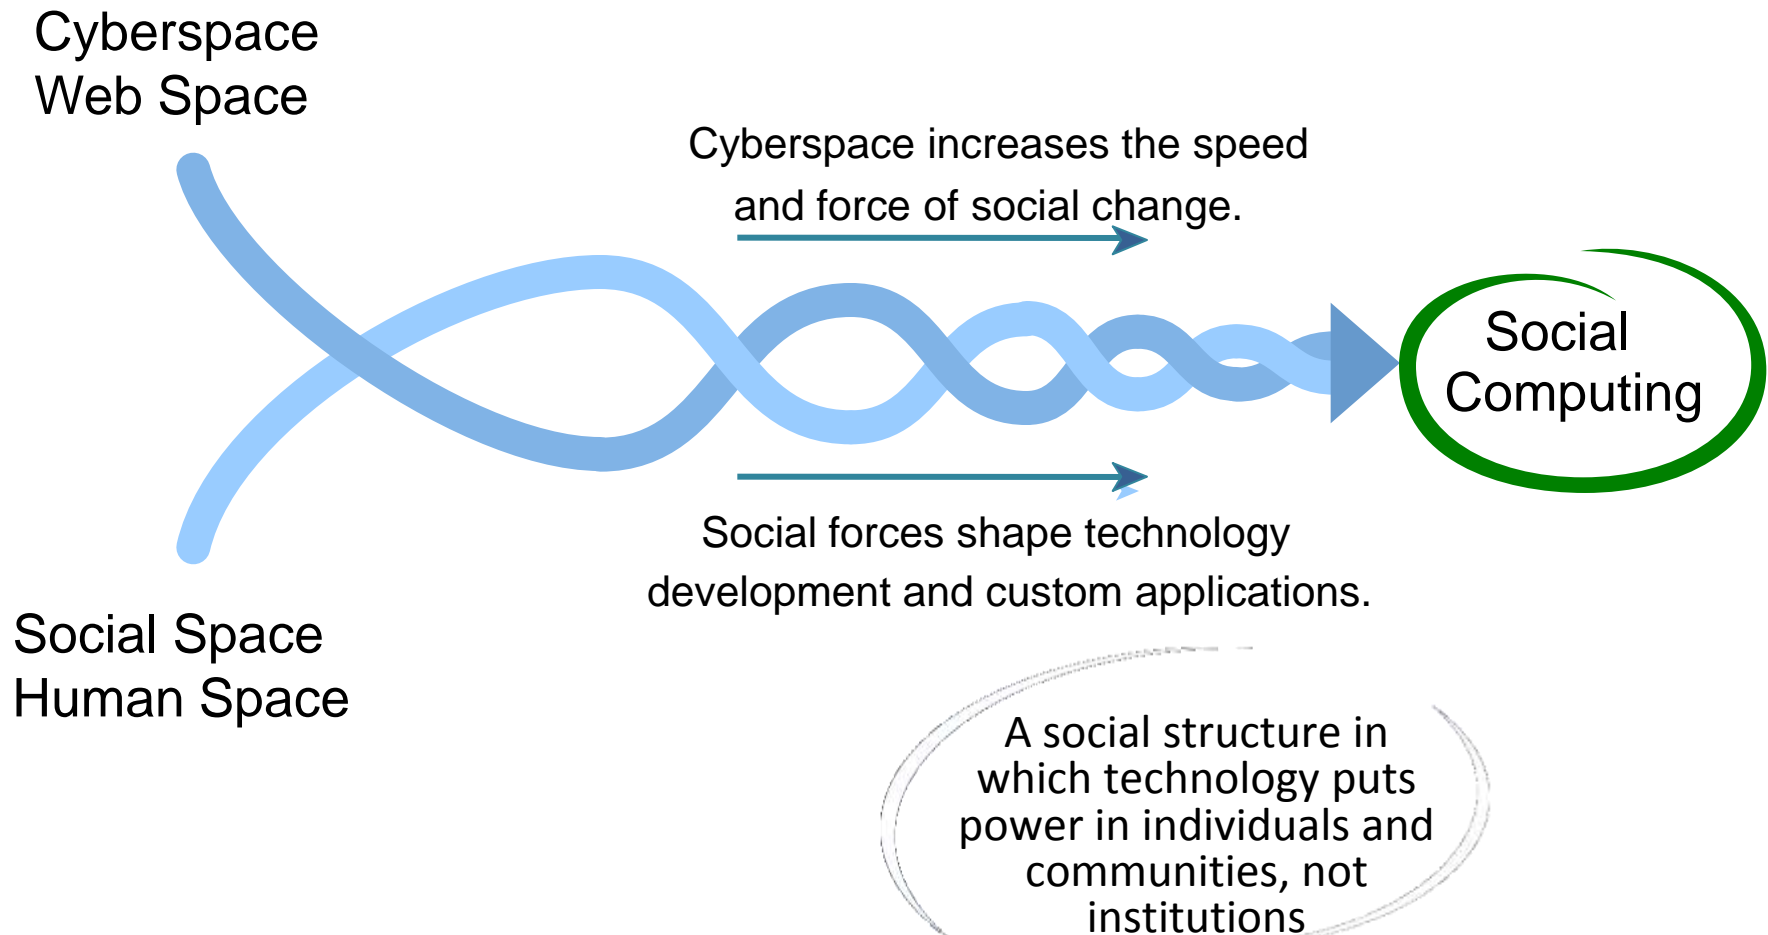 Cyberspace
Web Space
Cyberspace increases the speed
and force of social change.
Social
Computing
Social forces shape technology
development and custom applications.
Social Space
Human Space
A social structure in
which technology puts
power in individuals and
communities, not
institutions